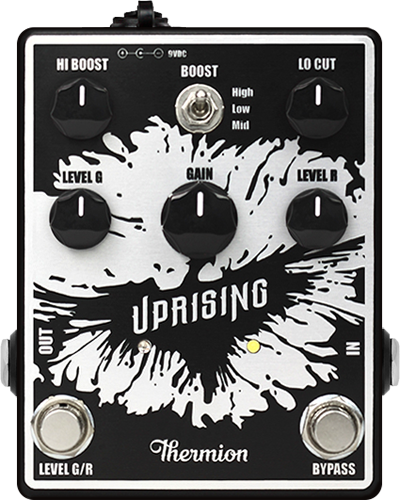 9VDC
HI BOOST
BOOST
LO CUT
High
Low
Mid
LEVEL G
GAIN
LEVEL R
UPRISING
OUT
IN
Thermion
LEVEL G/R
BYPASS